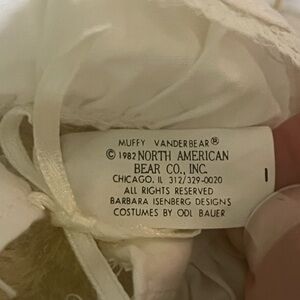 MUFFY VANDERBEAR®
© 1982 NORTH AMERICAN
BEAR CO., INC.
CHICAGO, IL 312/329-0020
ALL RIGHTS RESERVED
BARBARA ISENBERG DESIGNS
COSTUMES BY ODL BAUER